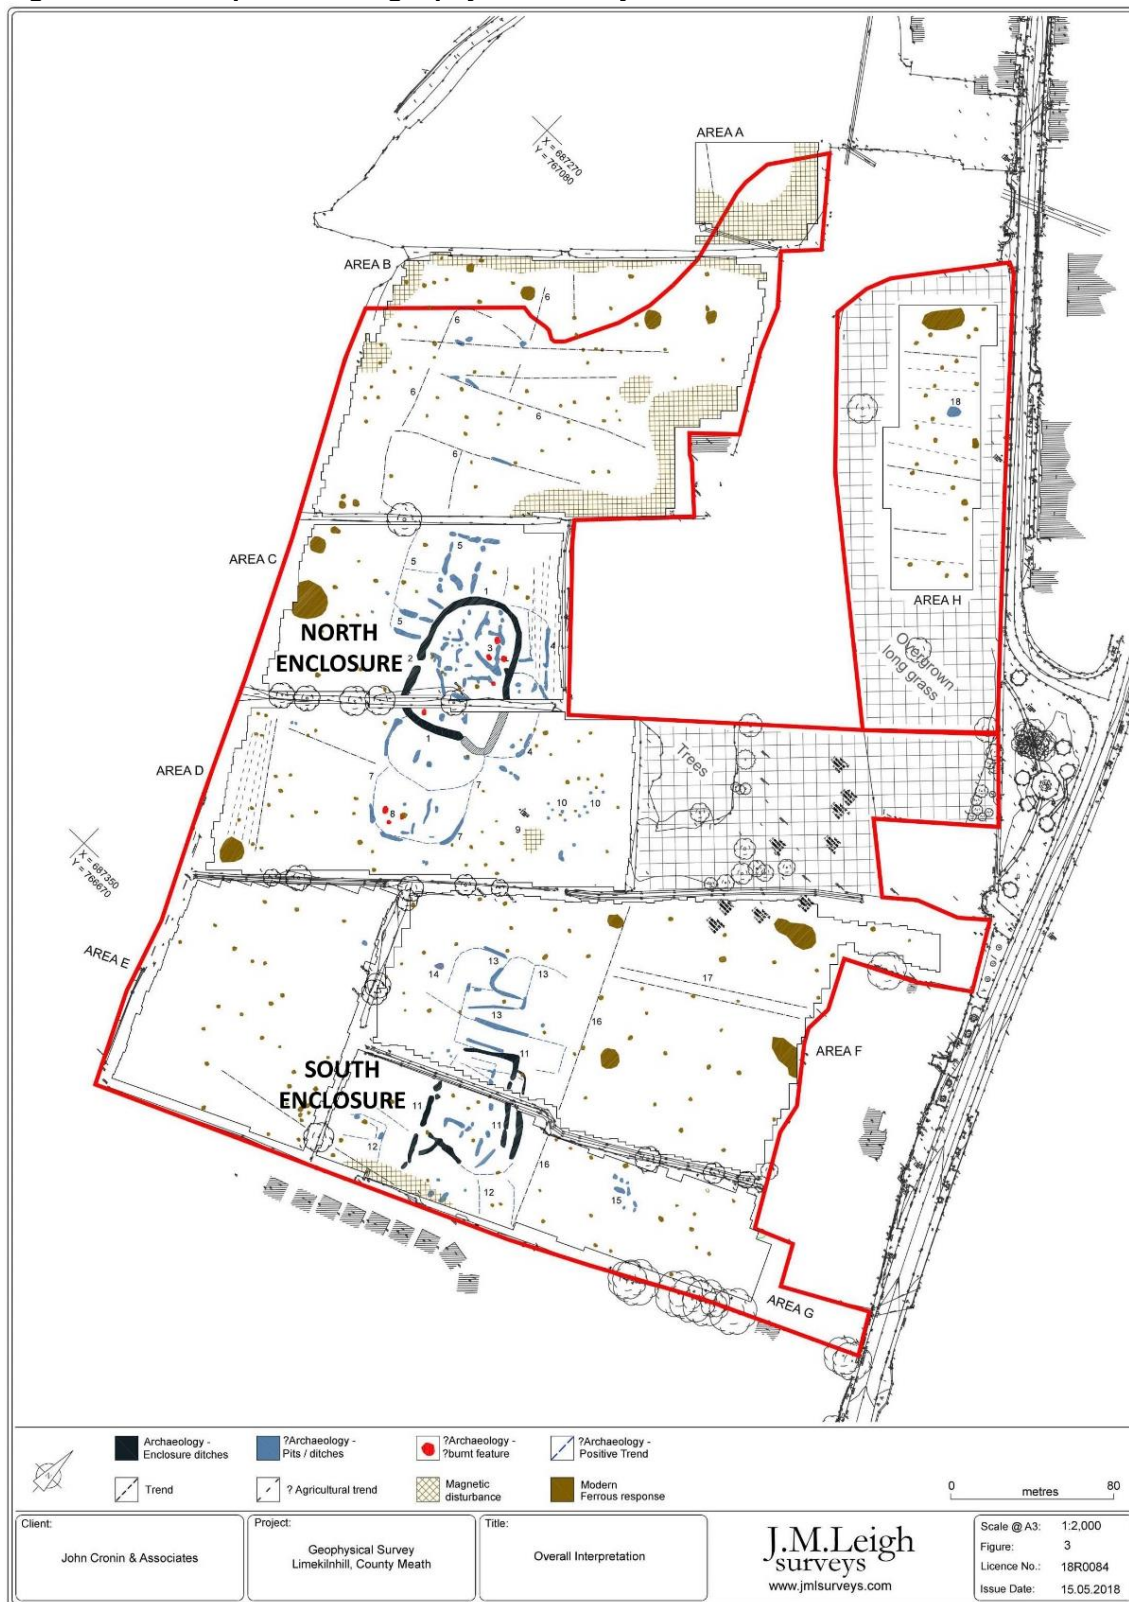 AREA A
X = 687270
Y = 767080
AREA B
6
6
6
6
6
18
AREA C
5
5
1
5
NORTH
ENCLOSURE
2
3
4
AREA H
Overgrown
long grass
1
4
Trees
AREA D
7
7
10
10
8
7
9
X = 687350
Y = 766670
AREA E
13
14
13
17
13
16
11
AREA F
SOUTH
ENCLOSURE
11
11
12
16
12
15
AREA G
Archaeology -
Enclosure ditches
?Archaeology -
Pits / ditches
?Archaeology -
?burnt feature
?Archaeology -
Positive Trend
Trend
? Agricultural trend
Magnetic
disturbance
Modern
Ferrous response
0 metres 80
Client:
John Cronin & Associates
Project:
Geophysical Survey
Limekilnhill, County Meath
Title:
Overall Interpretation
J.M.Leigh
surveys
www.jmlsurveys.com
Scale @ A3: 1:2,000
Figure: 3
Licence No.: 18R0084
Issue Date: 15.05.2018